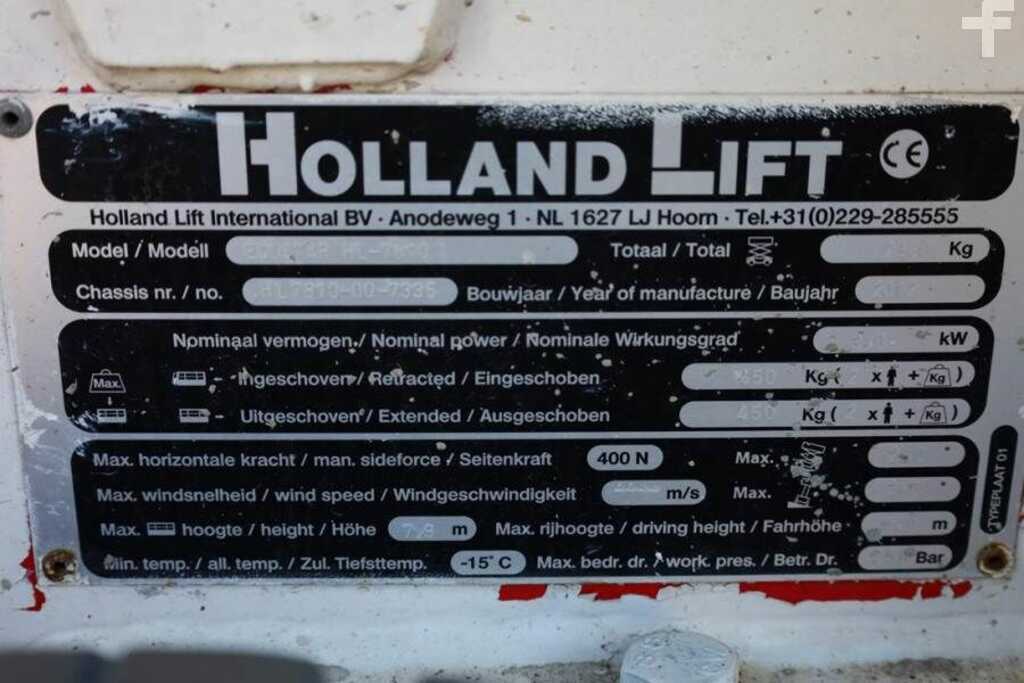 HOLLAND LIFT CE
Holland Lift International BV · Anodeweg 1 · NL 1627 LJ Hoorn · Tel.+31(0)229-285555
Model / Modell Totaal / Total Kg
Chassis nr. / no. Bouwjaar / Year of manufacture / Baujahr
Nominaal vermogen / Nominal power / Nominale Wirkungsgrad kW
Max. - Ingeschoven / Retracted / Eingeschoben 450 Kg ( x + Kg )
- Uitgeschoven / Extended / Ausgeschoben 450 Kg ( 2 x + Kg )
Max. horizontale kracht / man. sideforce / Seitenkraft 400 N Max.
Max. windsnelheid / wind speed / Windgeschwindigkeit m/s Max.
Max. hoogte / height / Höhe 7,8 m Max. rijhoogte / driving height / Fahrhöhe m
Min. temp. / all. temp. / Zul. Tiefsttemp. -15° C Max. bedr. dr. / work. pres. / Betr. Dr. Bar
TYPEPLAAT 01
f